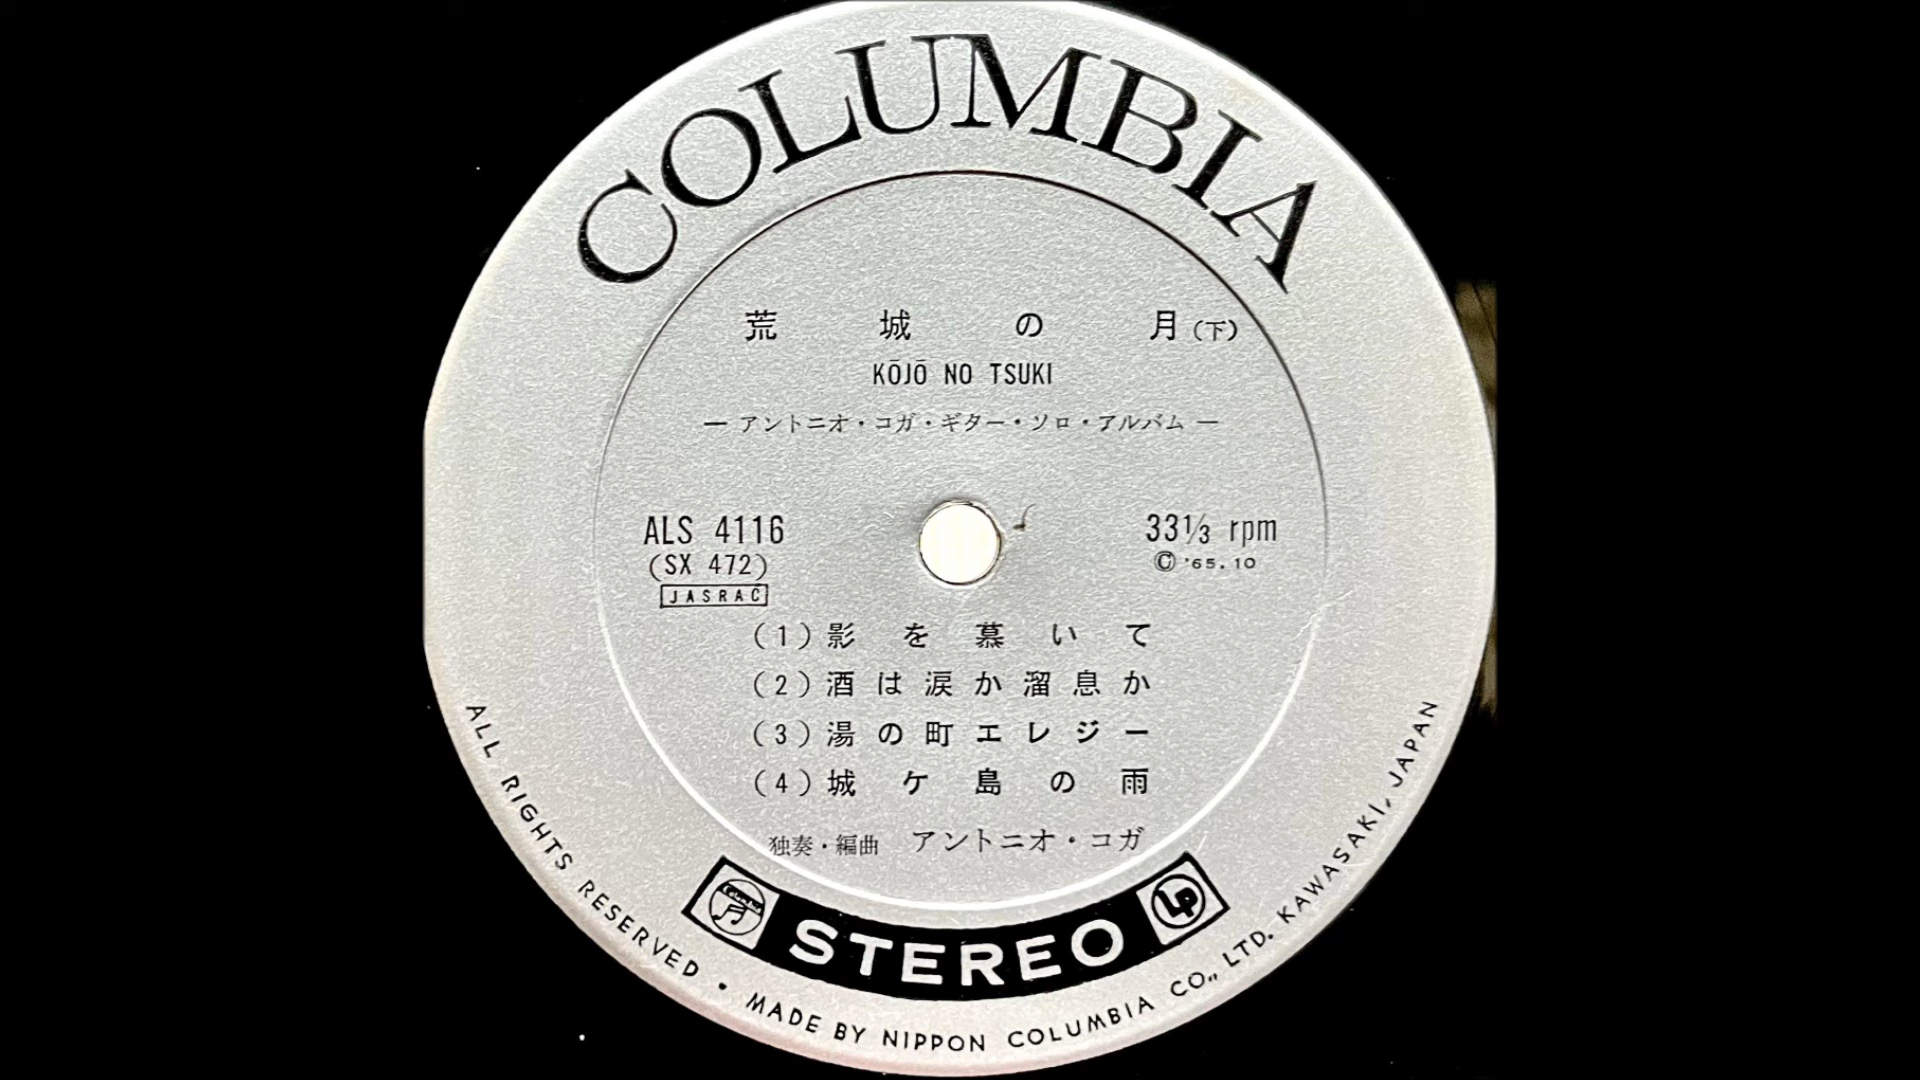 COLUMBIA
荒城の月(下)
KŌJŌ NO TSUKI
— アントニオ・コガ・ギター・ソロ・アルバム —
ALS 4116
(SX 472)
JASRAC
33⅓ rpm
Ⓒ '65.10
(1) 影を慕いて
(2) 酒は涙か溜息か
(3) 湯の町エレジー
(4) 城ケ島の雨
独奏・編曲 アントニオ・コガ
STEREO
LP
ALL RIGHTS RESERVED • MADE BY NIPPON COLUMBIA CO., LTD. KAWASAKI, JAPAN